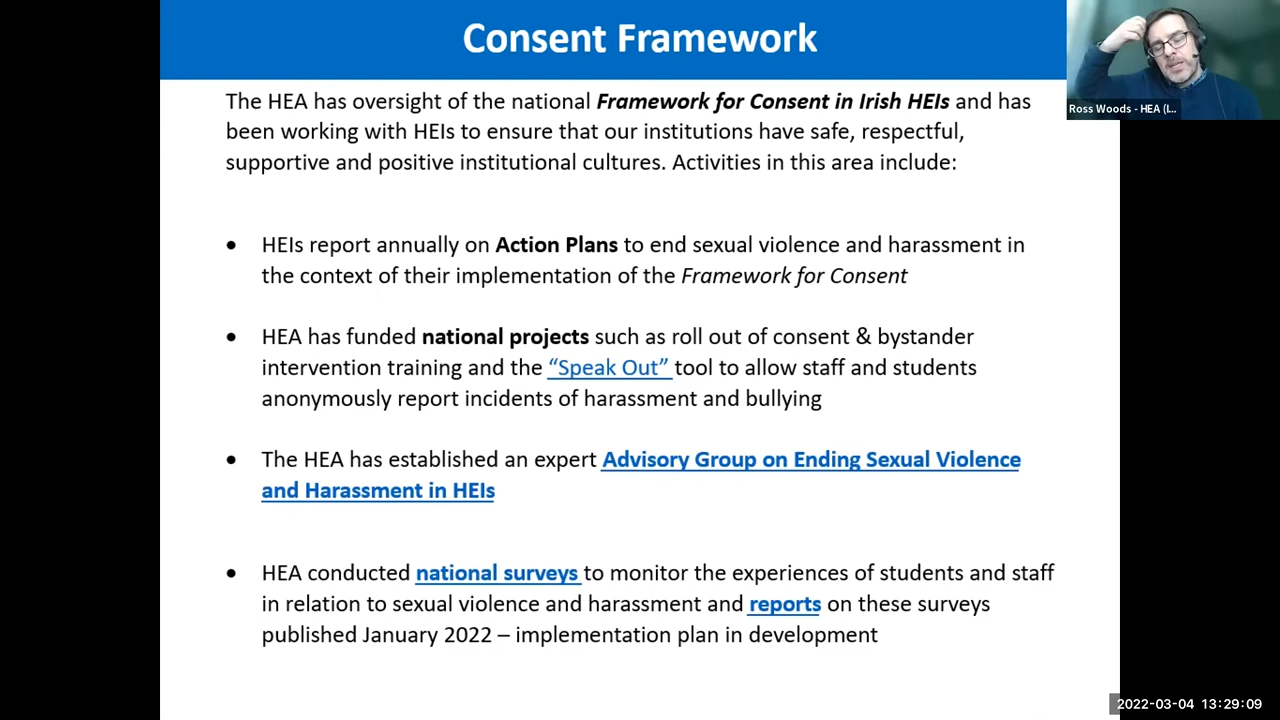 Consent Framework
The HEA has oversight of the national Framework for Consent in Irish HEIs and has
been working with HEIs to ensure that our institutions have safe, respectful,
supportive and positive institutional cultures. Activities in this area include:
• HEIs report annually on Action Plans to end sexual violence and harassment in
the context of their implementation of the Framework for Consent
• HEA has funded national projects such as roll out of consent & bystander
intervention training and the “Speak Out” tool to allow staff and students
anonymously report incidents of harassment and bullying
• The HEA has established an expert Advisory Group on Ending Sexual Violence
and Harassment in HEIs
• HEA conducted national surveys to monitor the experiences of students and staff
in relation to sexual violence and harassment and reports on these surveys
published January 2022 – implementation plan in development
Ross Woods - HEA (I...
2022-03-04 13:29:09